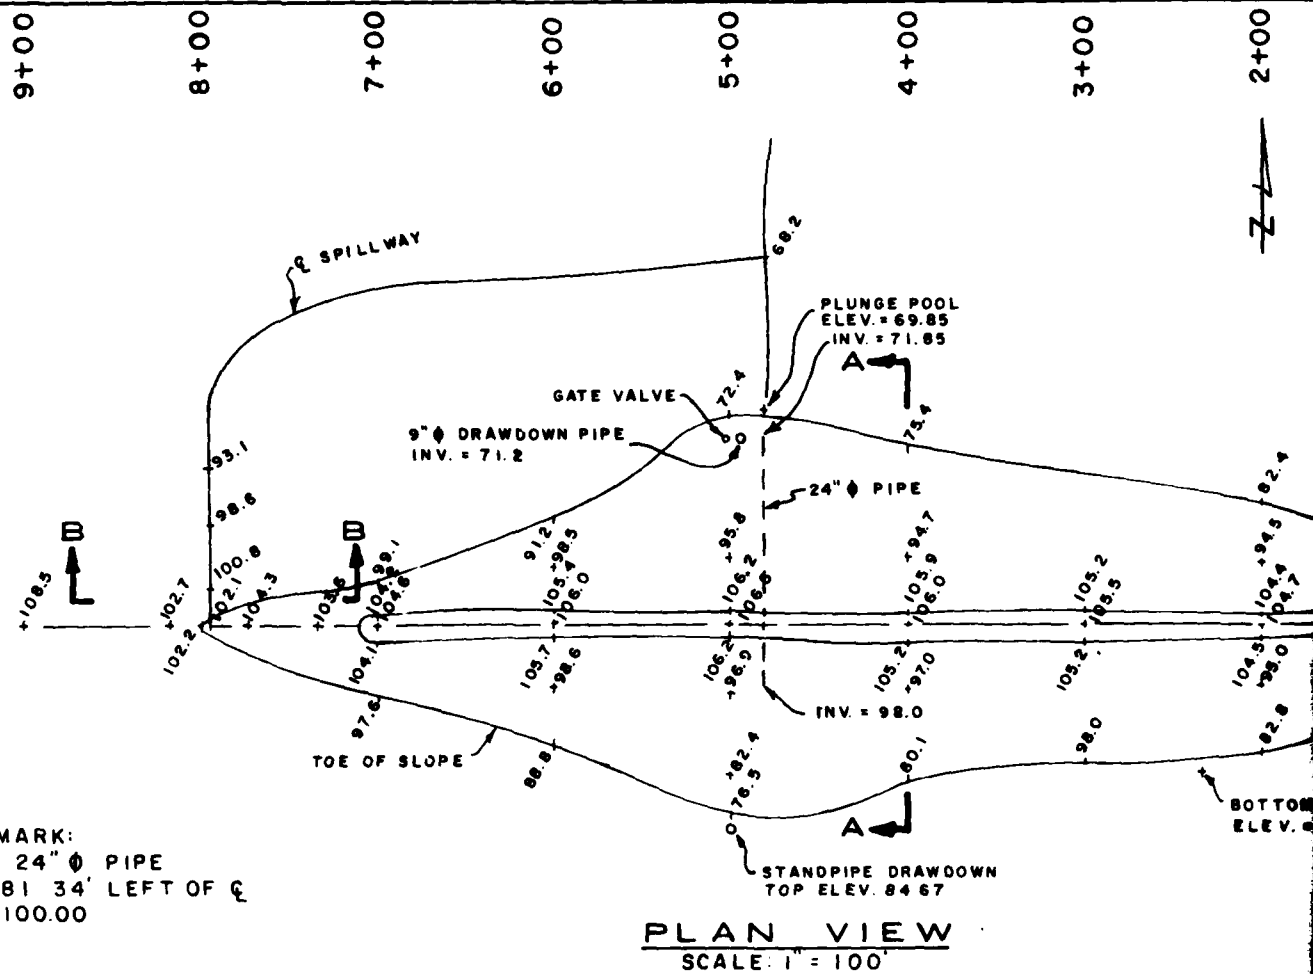 9+00
8+00
7+00
6+00
5+00
4+00
3+00
2+00
N
68.2
℄ SPILLWAY
PLUNGE POOL
ELEV. = 69.85
INV. = 71.85
A
72.4
GATE VALVE
75.4
9" φ DRAWDOWN PIPE
INV. = 71.2
93.1
24" φ PIPE
82.4
98.6
B
B
91.2
98.5
95.8
94.7
94.5
99.1
100.8
108.5
102.7
102.1
104.3
104.6
105.4
106.0
106.2
106.6
105.9
106.0
105.2
105.5
104.4
104.7
102.2
104.1
105.7
98.6
106.2
96.9
105.2
97.0
105.2
104.5
95.0
97.6
INV. = 98.0
TOE OF SLOPE
88.8
82.4
76.5
80.1
98.0
82.8
BOTTOM
ELEV.
A
MARK:
24" φ PIPE
81 34' LEFT OF ℄
100.00
STANDPIPE DRAWDOWN
TOP ELEV. 84 67
PLAN VIEW
SCALE: 1" = 100'